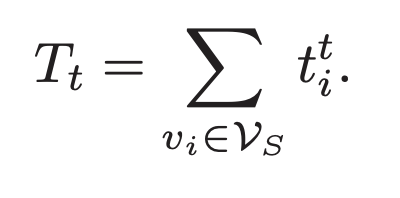 T_t = \sum_{v_i \in \mathcal{V}_S} t_i^t.